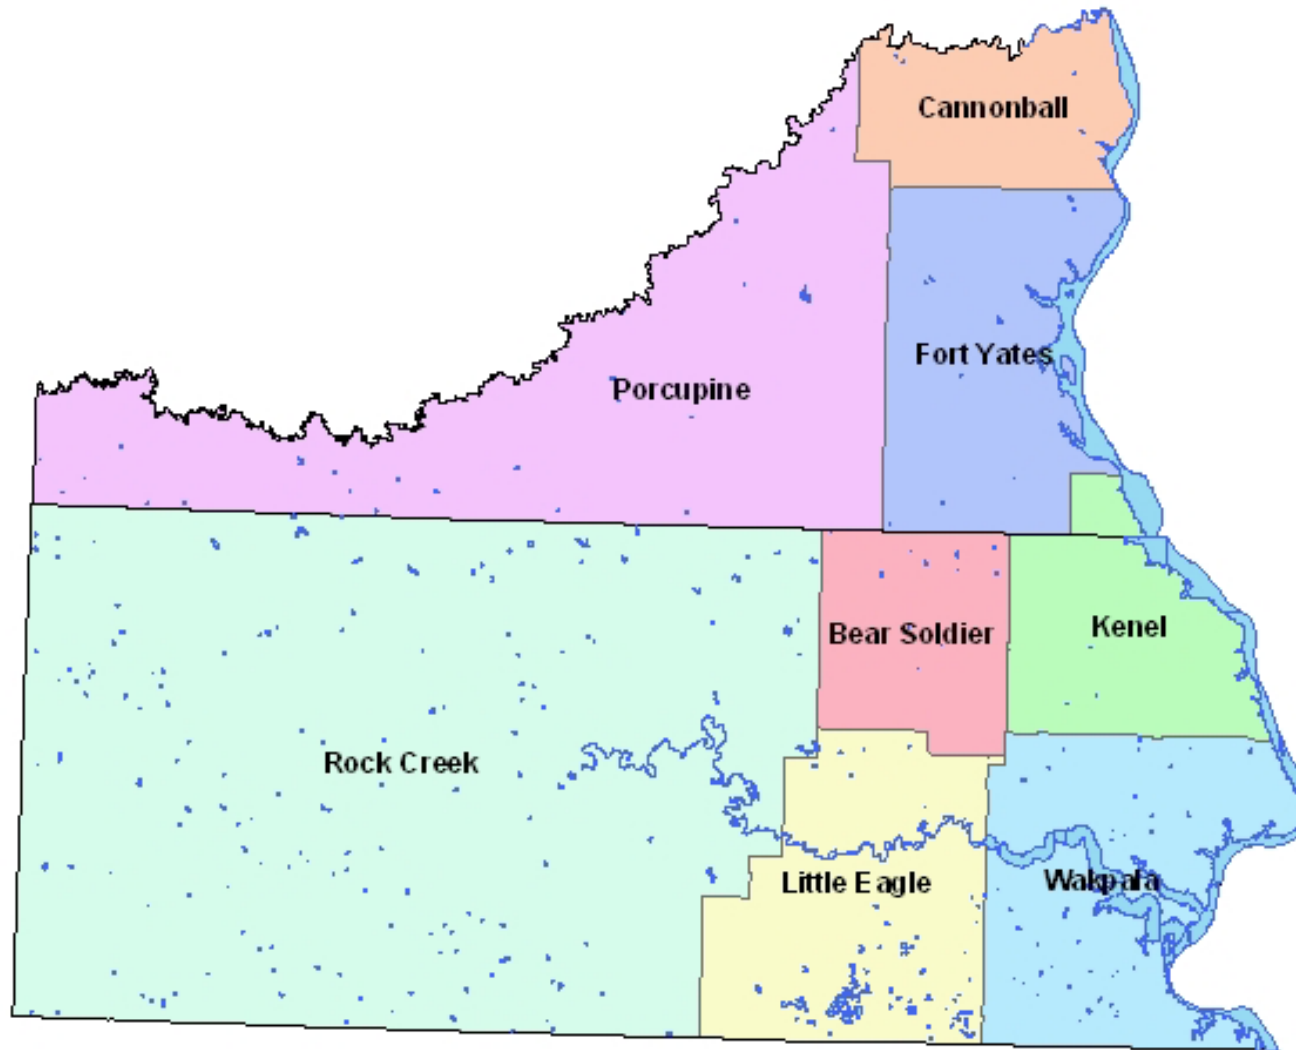 Cannonball
Fort Yates
Porcupine
Bear Soldier
Kenel
Rock Creek
Little Eagle
Wakpala